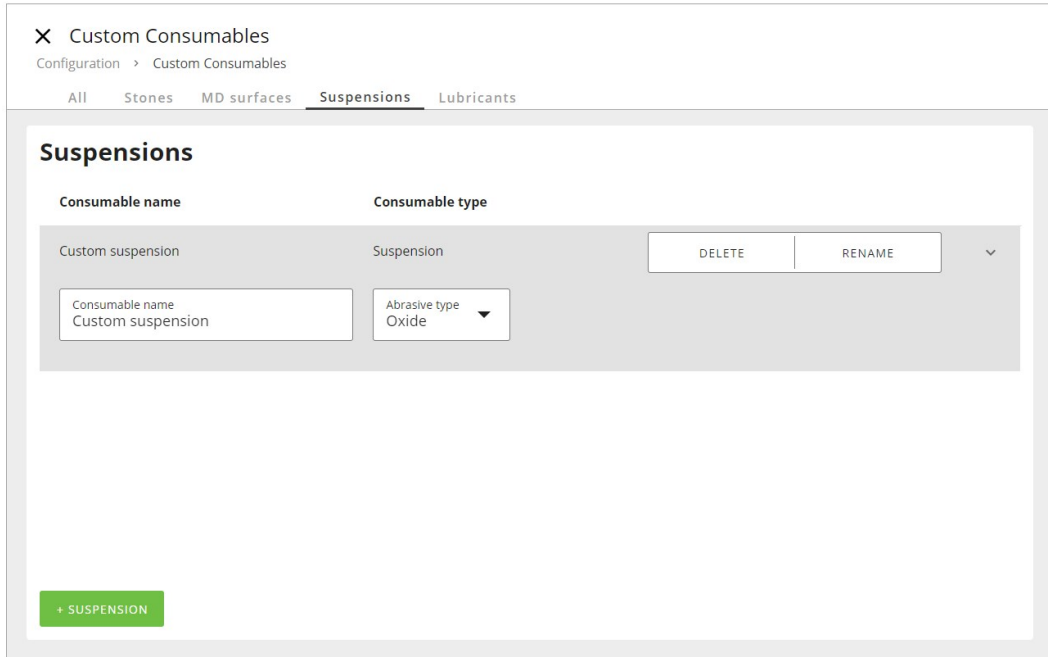 Custom Consumables
Configuration > Custom Consumables
All Stones MD surfaces Suspensions Lubricants
Suspensions
Consumable name Consumable type
Custom suspension Suspension DELETE RENAME
Consumable name Abrasive type
Custom suspension Oxide
+ SUSPENSION